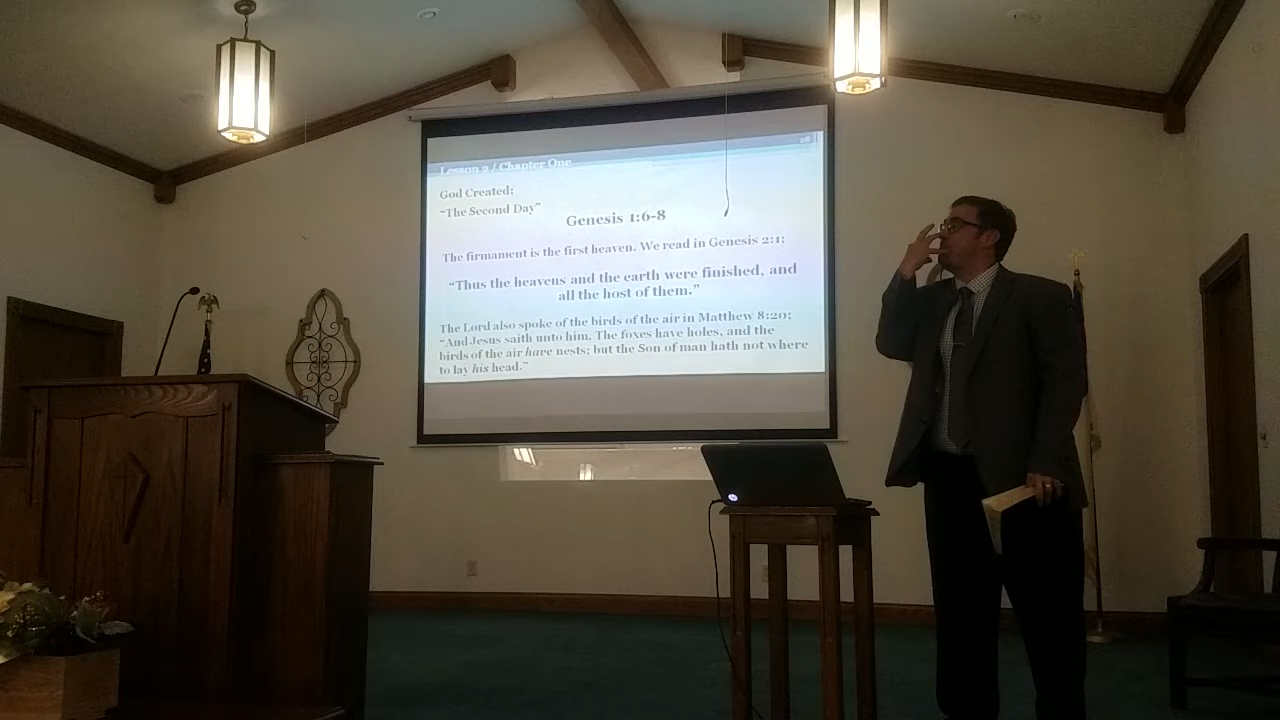 28
Lesson 2 / Chapter One
God Created;
“The Second Day”
Genesis 1:6-8
The firmament is the first heaven. We read in Genesis 2:1;
“Thus the heavens and the earth were finished, and
all the host of them.”
The Lord also spoke of the birds of the air in Matthew 8:20;
“And Jesus saith unto him, The foxes have holes, and the
birds of the air have nests; but the Son of man hath not where
to lay his head.”
hp